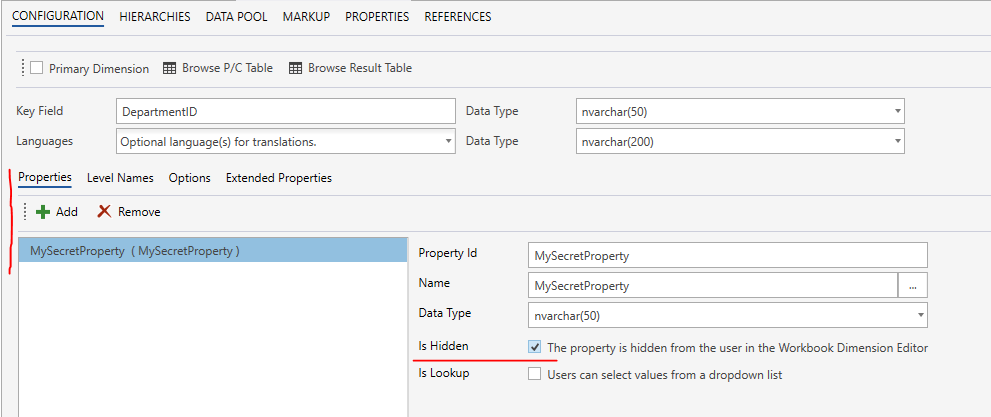 CONFIGURATION HIERARCHIES DATA POOL MARKUP PROPERTIES REFERENCES
Primary Dimension Browse P/C Table Browse Result Table
Key Field DepartmentID Data Type nvarchar(50)
Languages Optional language(s) for translations. Data Type nvarchar(200)
Properties Level Names Options Extended Properties
Add Remove
MySecretProperty ( MySecretProperty )
Property Id MySecretProperty
Name MySecretProperty ...
Data Type nvarchar(50)
Is Hidden The property is hidden from the user in the Workbook Dimension Editor
Is Lookup Users can select values from a dropdown list